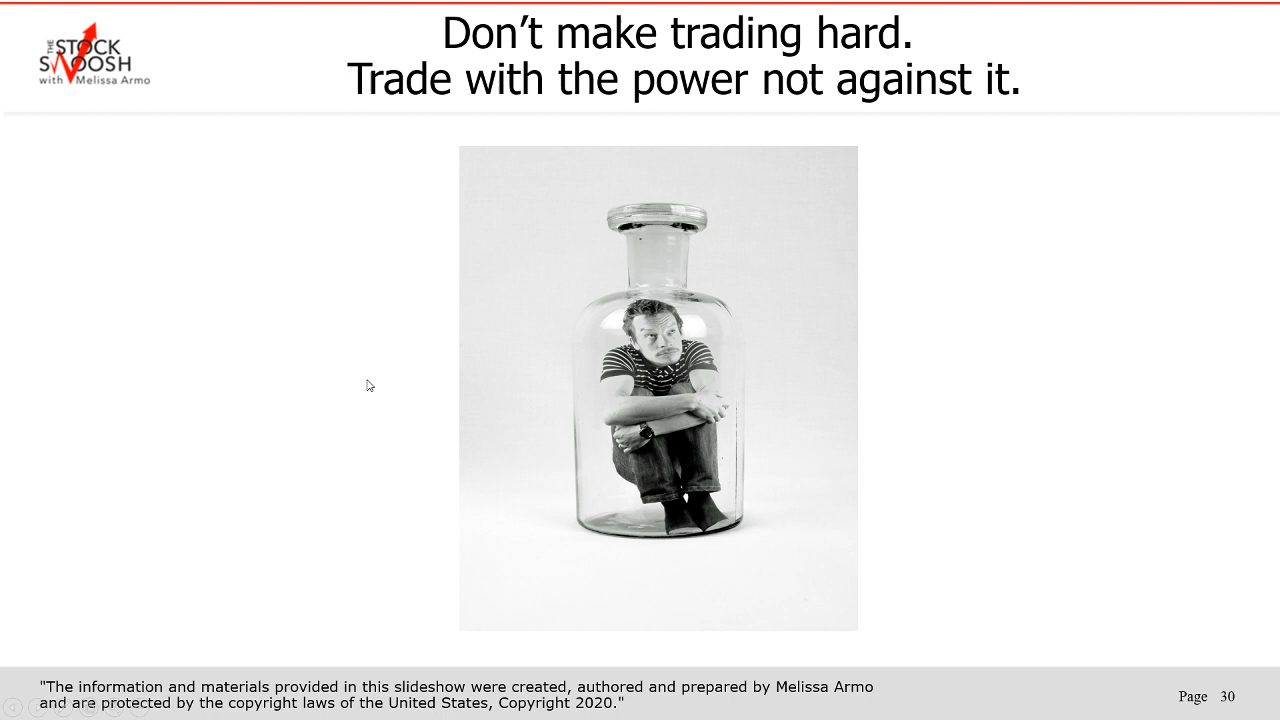 THE
STOCK
SWOOSH
with Melissa Armo
Don’t make trading hard.
Trade with the power not against it.
"The information and materials provided in this slideshow were created, authored and prepared by Melissa Armo
and are protected by the copyright laws of the United States, Copyright 2020."
Page 30